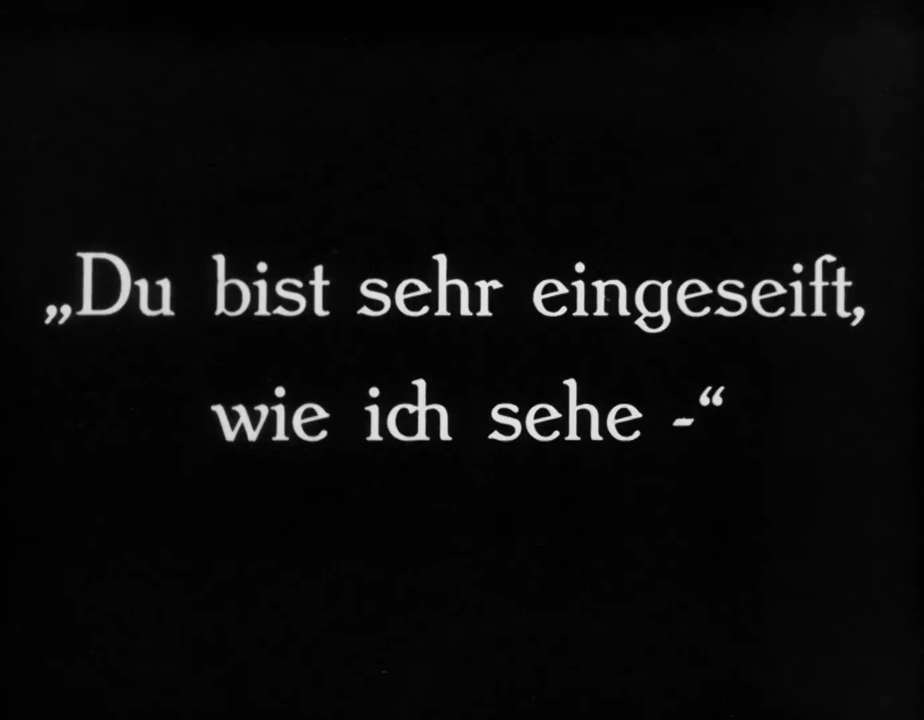 „Du bist sehr eingeseift,
wie ich sehe -“